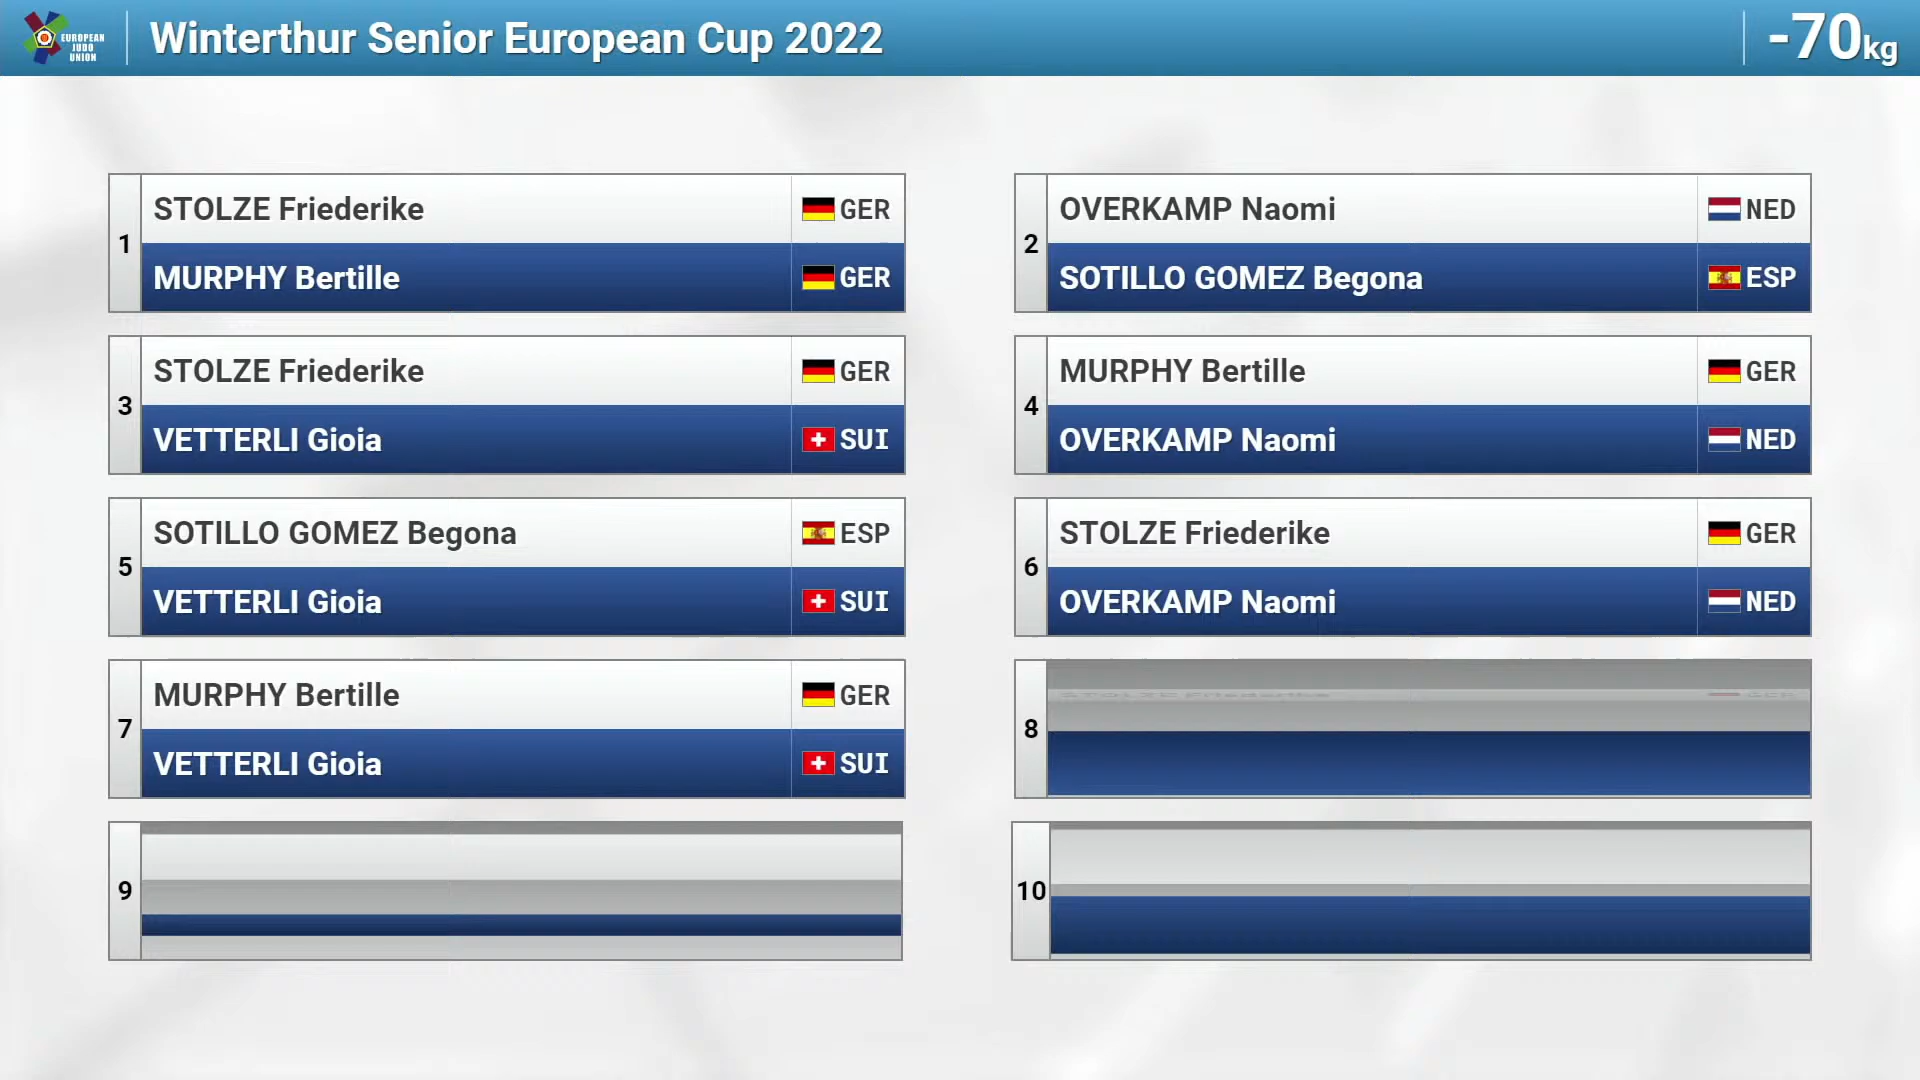 EUROPEAN
JUDO
UNION
Winterthur Senior European Cup 2022
-70kg
1
STOLZE Friederike GER
MURPHY Bertille GER
2
OVERKAMP Naomi NED
SOTILLO GOMEZ Begona ESP
3
STOLZE Friederike GER
VETTERLI Gioia SUI
4
MURPHY Bertille GER
OVERKAMP Naomi NED
5
SOTILLO GOMEZ Begona ESP
VETTERLI Gioia SUI
6
STOLZE Friederike GER
OVERKAMP Naomi NED
7
MURPHY Bertille GER
VETTERLI Gioia SUI
8
STOLZE Friederike GER
9
10